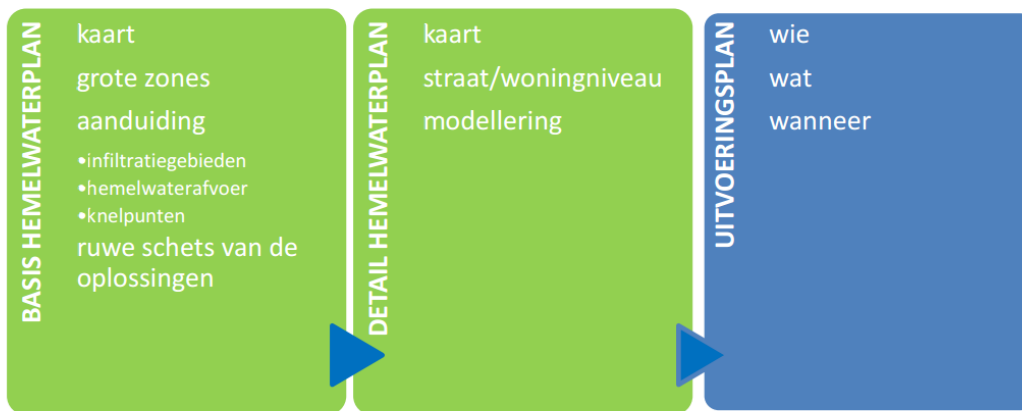 BASIS HEMELWATERPLAN
kaart
grote zones
aanduiding
•infiltratiegebieden
•hemelwaterafvoer
•knelpunten
ruwe schets van de
oplossingen
DETAIL HEMELWATERPLAN
kaart
straat/woningniveau
modellering
UITVOERINGSPLAN
wie
wat
wanneer